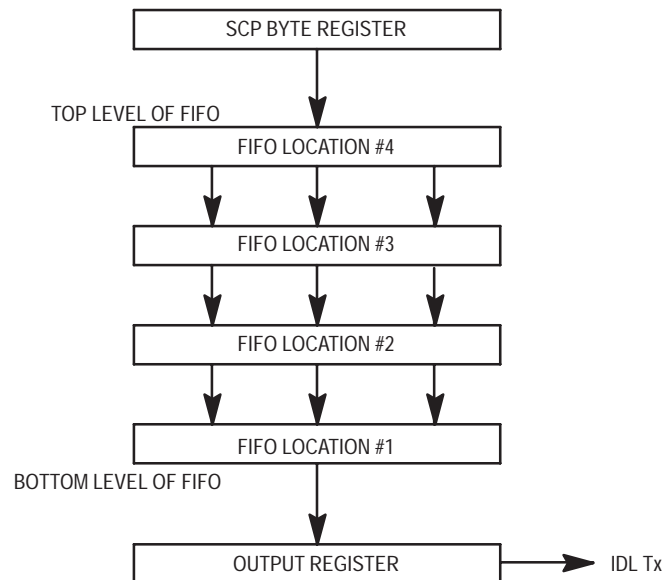 SCP BYTE REGISTER
TOP LEVEL OF FIFO
FIFO LOCATION #4
FIFO LOCATION #3
FIFO LOCATION #2
FIFO LOCATION #1
BOTTOM LEVEL OF FIFO
OUTPUT REGISTER
IDL Tx